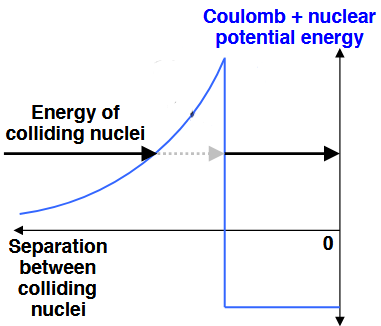 Coulomb + nuclear
potential energy
Energy of
colliding nuclei
0
Separation
between
colliding
nuclei